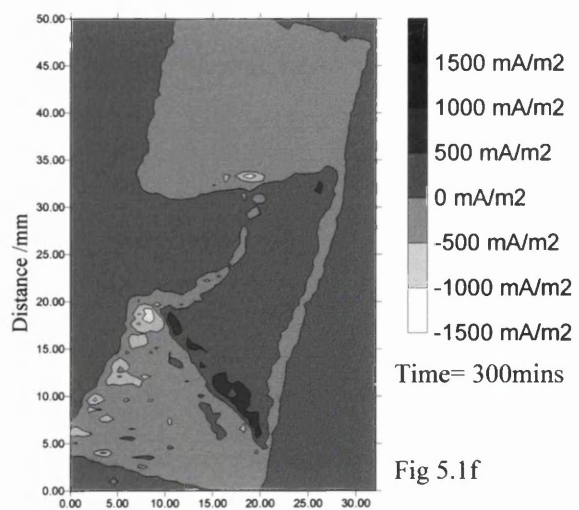 50.00
45.00
40.00
35.00
30.00
25.00
20.00
15.00
10.00
5.00
0.00
Distance /mm
0.00 5.00 10.00 15.00 20.00 25.00 30.00
1500 mA/m2
1000 mA/m2
500 mA/m2
0 mA/m2
-500 mA/m2
-1000 mA/m2
-1500 mA/m2
Time= 300mins
Fig 5.1f